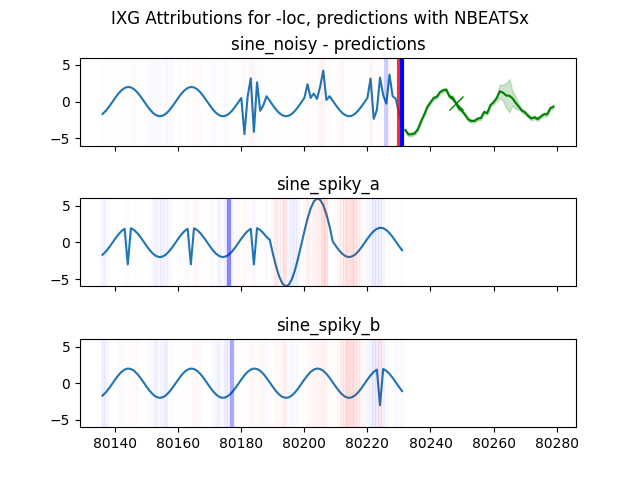 IXG Attributions for -loc, predictions with NBEATSx
sine_noisy - predictions
5
0
−5
sine_spiky_a
5
0
−5
sine_spiky_b
5
0
−5
80140 80160 80180 80200 80220 80240 80260 80280